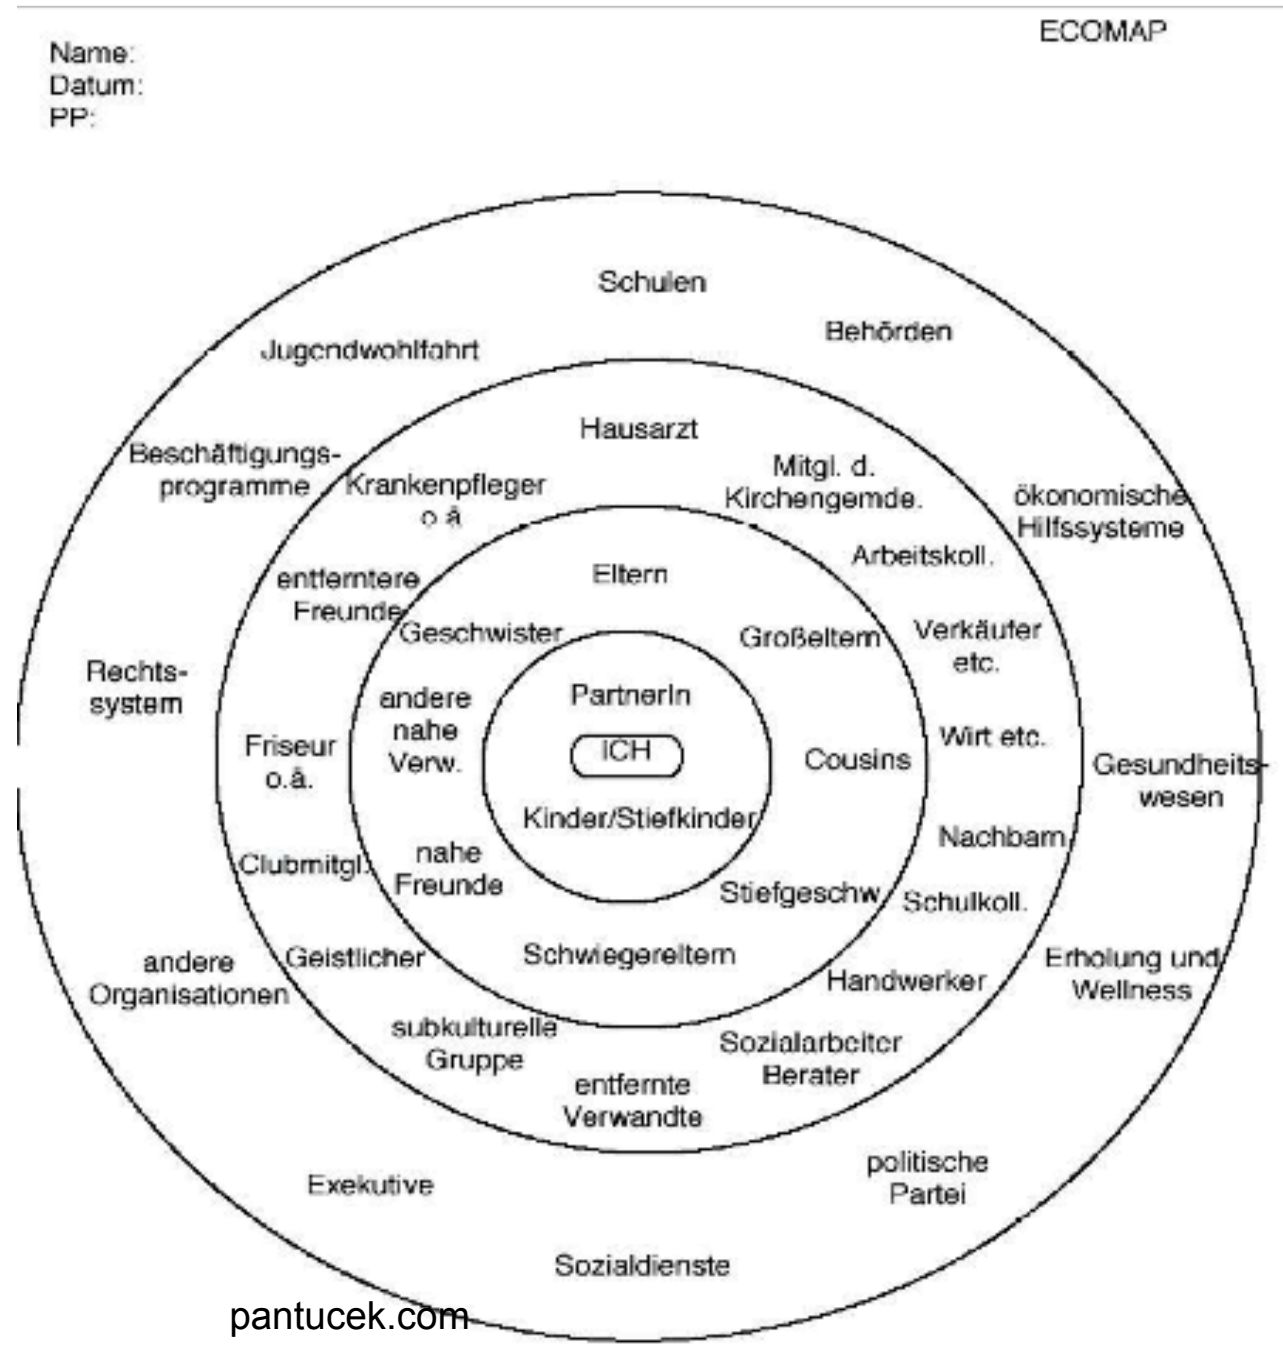 ECOMAP
Name:
Datum:
PP:
Schulen
Behörden
Jugendwohlfahrt
Hausarzt
Beschäftigungs-
programme
Krankenpfleger
o.ä.
Mitgl. d.
Kirchengemde.
ökonomische
Hilfssysteme
Arbeitskoll.
Eltern
entferntere
Freunde
Geschwister
Großeltern
Verkäufer
etc.
Rechts-
system
andere
nahe
Verw.
PartnerIn
ICH
Friseur
o.ä.
Cousins
Wirt etc.
Gesundheits-
wesen
Kinder/Stiefkinder
Nachbarn
Clubmitgl.
nahe
Freunde
Stiefgeschw.
Schulkoll.
andere
Organisationen
Geistlicher
Schwiegereltern
Handwerker
Erholung und
Wellness
subkulturelle
Gruppe
entfernte
Verwandte
Sozialarbeiter
Berater
Exekutive
politische
Partei
Sozialdienste
pantucek.com